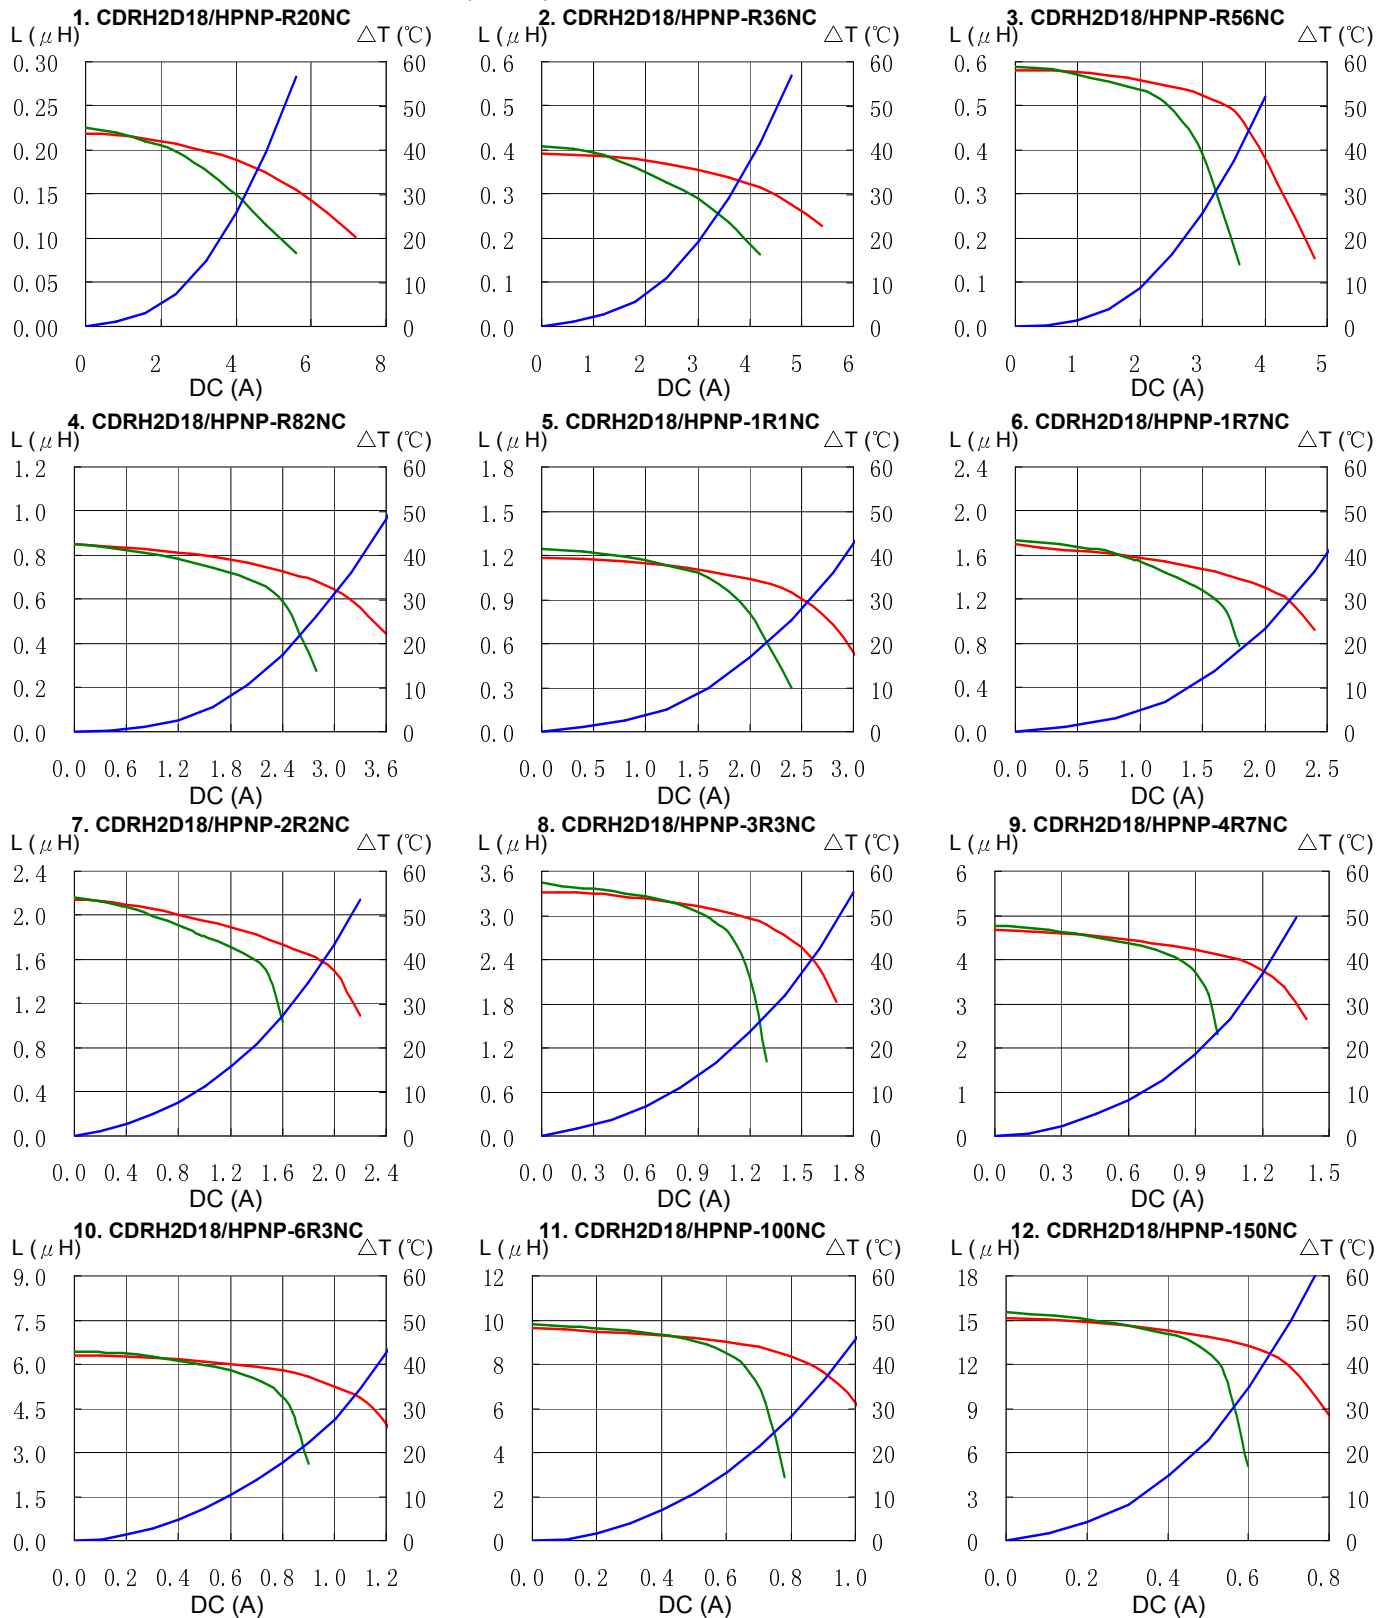 1. CDRH2D18/HPNP-R20NC
L (μH) △T (℃)
0.30 60
0.25 50
0.20 40
0.15 30
0.10 20
0.05 10
0.00 0
0 2 4 6 8
DC (A)
2. CDRH2D18/HPNP-R36NC
L (μH) △T (℃)
0.6 60
0.5 50
0.4 40
0.3 30
0.2 20
0.1 10
0.0 0
0 1 2 3 4 5 6
DC (A)
3. CDRH2D18/HPNP-R56NC
L (μH) △T (℃)
0.6 60
0.5 50
0.4 40
0.3 30
0.2 20
0.1 10
0.0 0
0 1 2 3 4 5
DC (A)
4. CDRH2D18/HPNP-R82NC
L (μH) △T (℃)
1.2 60
1.0 50
0.8 40
0.6 30
0.4 20
0.2 10
0.0 0
0.0 0.6 1.2 1.8 2.4 3.0 3.6
DC (A)
5. CDRH2D18/HPNP-1R1NC
L (μH) △T (℃)
1.8 60
1.5 50
1.2 40
0.9 30
0.6 20
0.3 10
0.0 0
0.0 0.5 1.0 1.5 2.0 2.5 3.0
DC (A)
6. CDRH2D18/HPNP-1R7NC
L (μH) △T (℃)
2.4 60
2.0 50
1.6 40
1.2 30
0.8 20
0.4 10
0.0 0
0.0 0.5 1.0 1.5 2.0 2.5
DC (A)
7. CDRH2D18/HPNP-2R2NC
L (μH) △T (℃)
2.4 60
2.0 50
1.6 40
1.2 30
0.8 20
0.4 10
0.0 0
0.0 0.4 0.8 1.2 1.6 2.0 2.4
DC (A)
8. CDRH2D18/HPNP-3R3NC
L (μH) △T (℃)
3.6 60
3.0 50
2.4 40
1.8 30
1.2 20
0.6 10
0.0 0
0.0 0.3 0.6 0.9 1.2 1.5 1.8
DC (A)
9. CDRH2D18/HPNP-4R7NC
L (μH) △T (℃)
6 60
5 50
4 40
3 30
2 20
1 10
0 0
0.0 0.3 0.6 0.9 1.2 1.5
DC (A)
10. CDRH2D18/HPNP-6R3NC
L (μH) △T (℃)
9.0 60
7.5 50
6.0 40
4.5 30
3.0 20
1.5 10
0.0 0
0.0 0.2 0.4 0.6 0.8 1.0 1.2
DC (A)
11. CDRH2D18/HPNP-100NC
L (μH) △T (℃)
12 60
10 50
8 40
6 30
4 20
2 10
0 0
0.0 0.2 0.4 0.6 0.8 1.0
DC (A)
12. CDRH2D18/HPNP-150NC
L (μH) △T (℃)
18 60
15 50
12 40
9 30
6 20
3 10
0 0
0.0 0.2 0.4 0.6 0.8
DC (A)